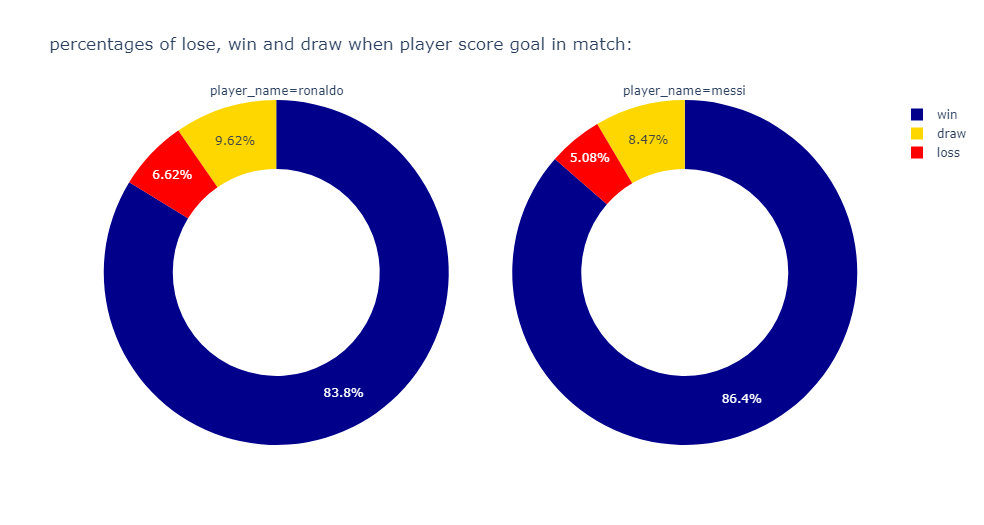 percentages of lose, win and draw when player score goal in match:
player_name=ronaldo
player_name=messi
win
draw
loss
9.62%
6.62%
83.8%
8.47%
5.08%
86.4%